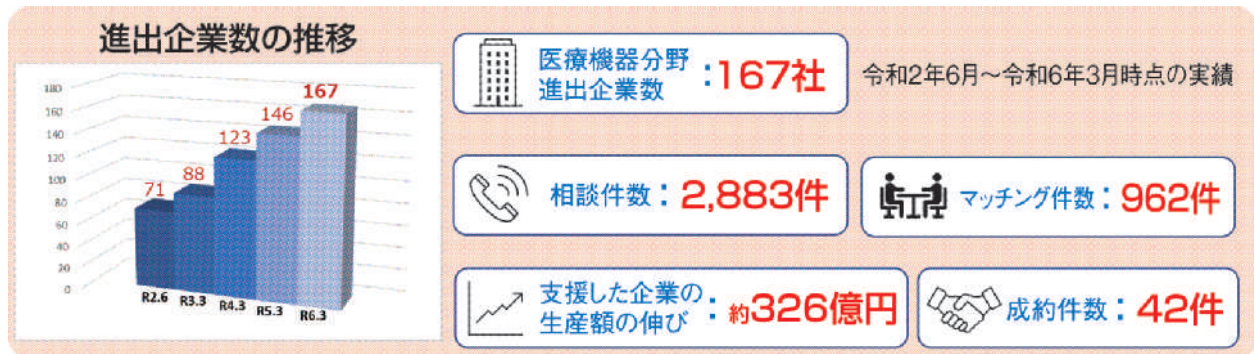 進出企業数の推移
180
160
140
120
100
80
60
40
20
0
71
88
123
146
167
R2.6
R3.3
R4.3
R5.3
R6.3
医療機器分野
進出企業数
:167社
令和2年6月~令和6年3月時点の実績
相談件数:2,883件
マッチング件数:962件
支援した企業の
生産額の伸び
:約326億円
成約件数:42件